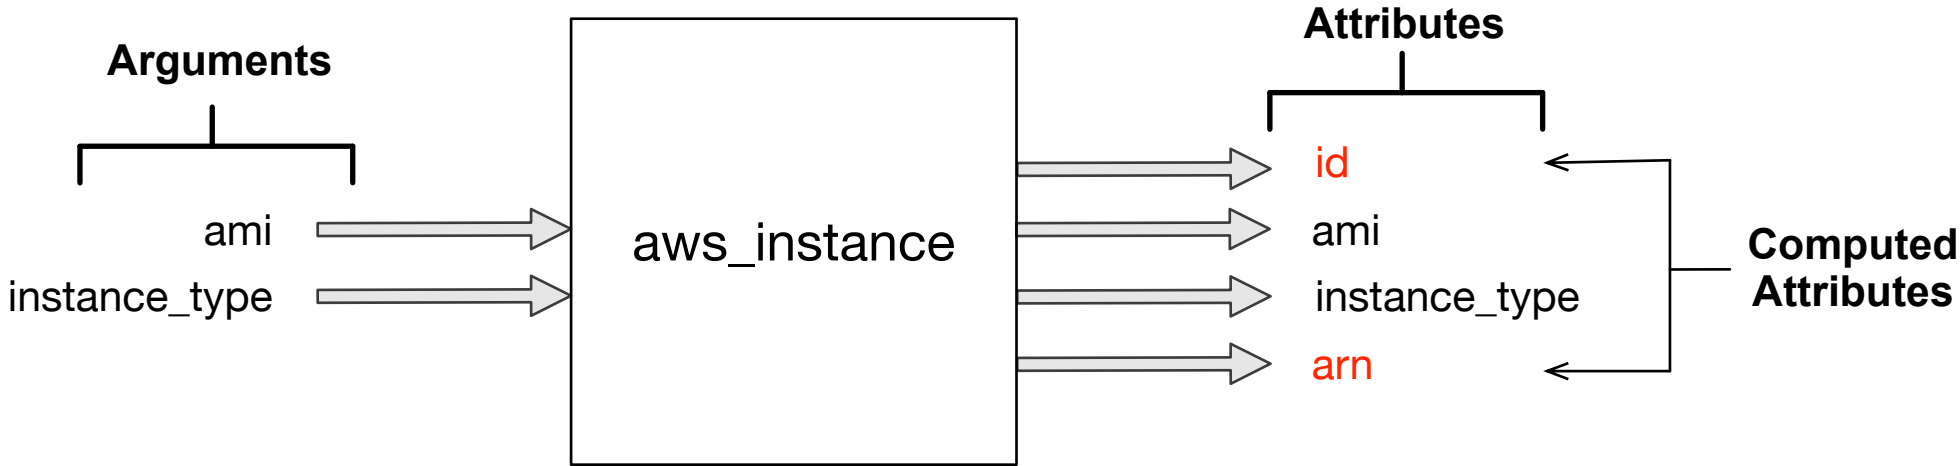 Arguments
ami
instance_type
aws_instance
Attributes
id
ami
instance_type
arn
Computed
Attributes